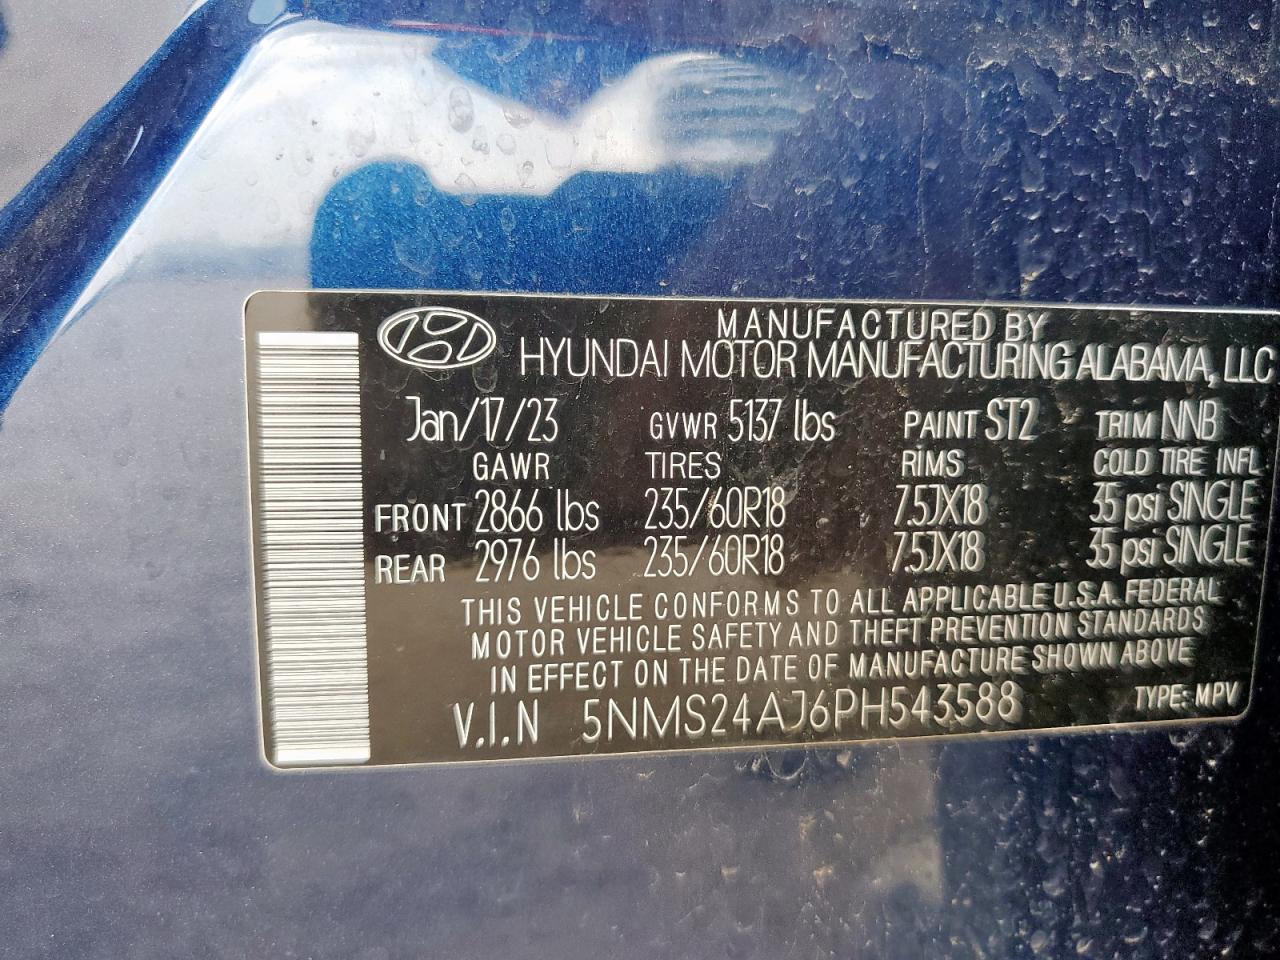 MANUFACTURED BY
HYUNDAI MOTOR MANUFACTURING ALABAMA, LLC
Jan/17/23 GVWR 5137 lbs PAINT ST2 TRIM NNB
GAWR TIRES RIMS COLD TIRE INFL
FRONT 2866 lbs 235/60R18 7.5JX18 35 psi SINGLE
REAR 2976 lbs 235/60R18 7.5JX18 35 psi SINGLE
THIS VEHICLE CONFORMS TO ALL APPLICABLE U.S.A. FEDERAL
MOTOR VEHICLE SAFETY AND THEFT PREVENTION STANDARDS
IN EFFECT ON THE DATE OF MANUFACTURE SHOWN ABOVE
V.I.N 5NMS24AJ6PH543588 TYPE: MPV